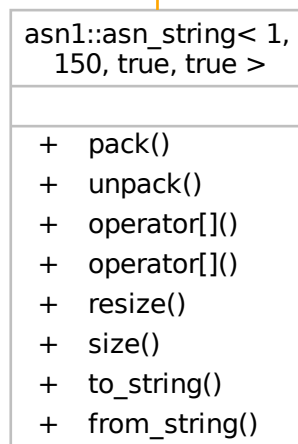 asn1::asn_string< 1,
150, true, true >
+ pack()
+ unpack()
+ operator[]()
+ operator[]()
+ resize()
+ size()
+ to_string()
+ from_string()